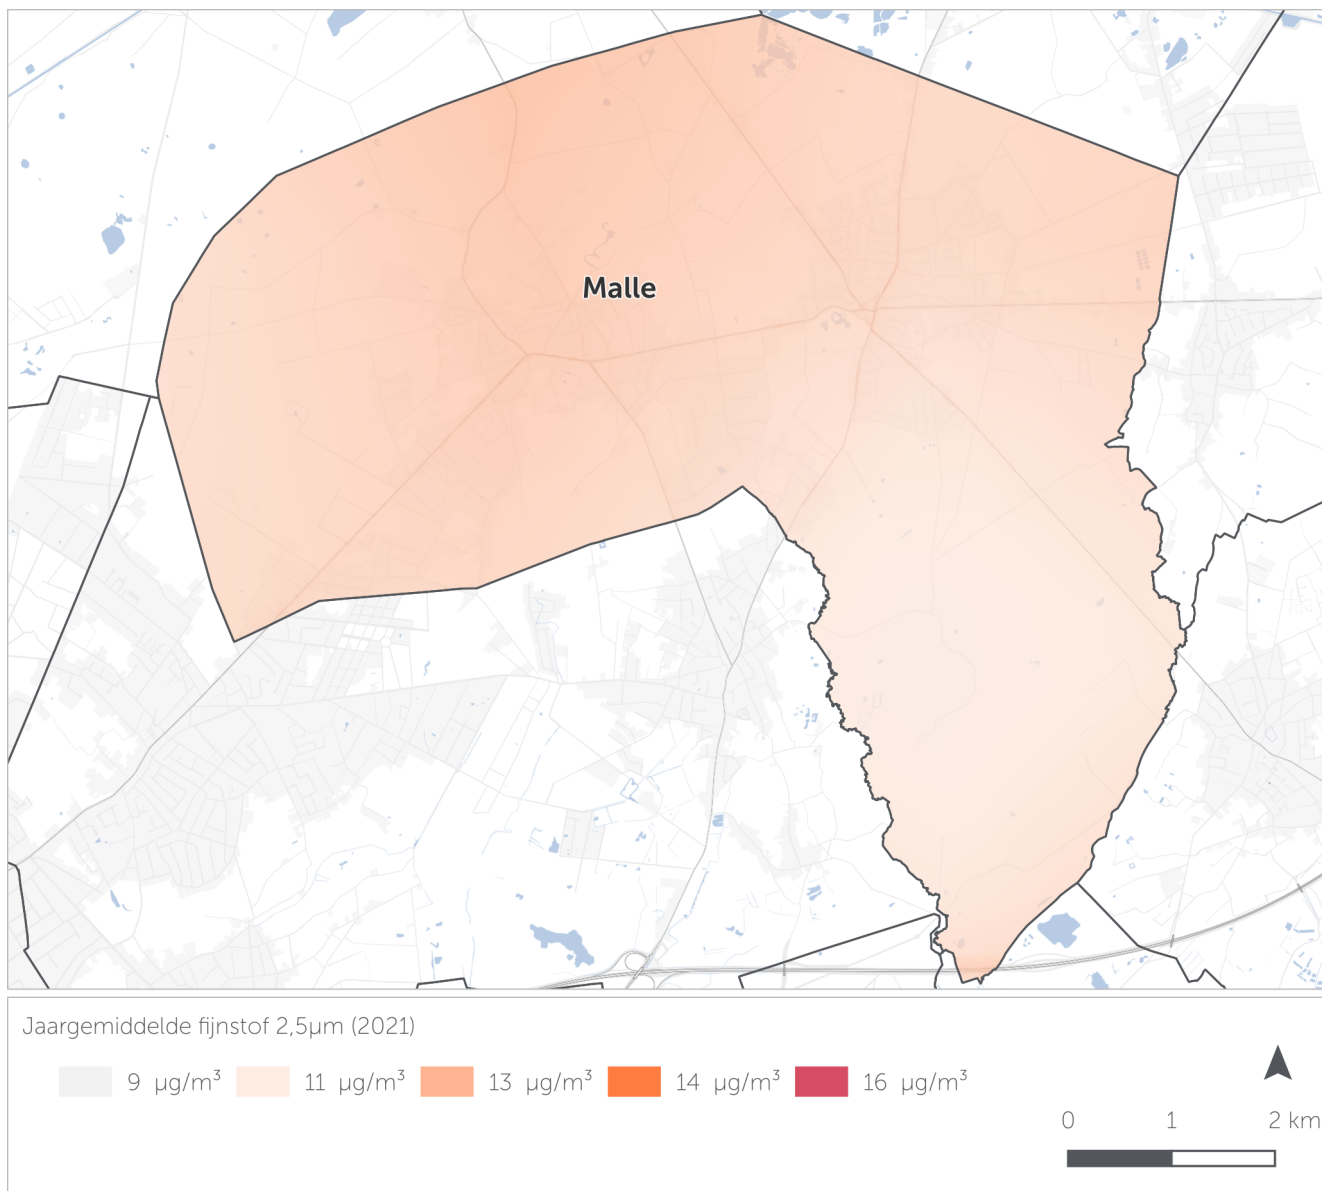 Malle
Jaargemiddelde fijnstof 2,5µm (2021)
9 µg/m³ 11 µg/m³ 13 µg/m³ 14 µg/m³ 16 µg/m³
0 1 2 km